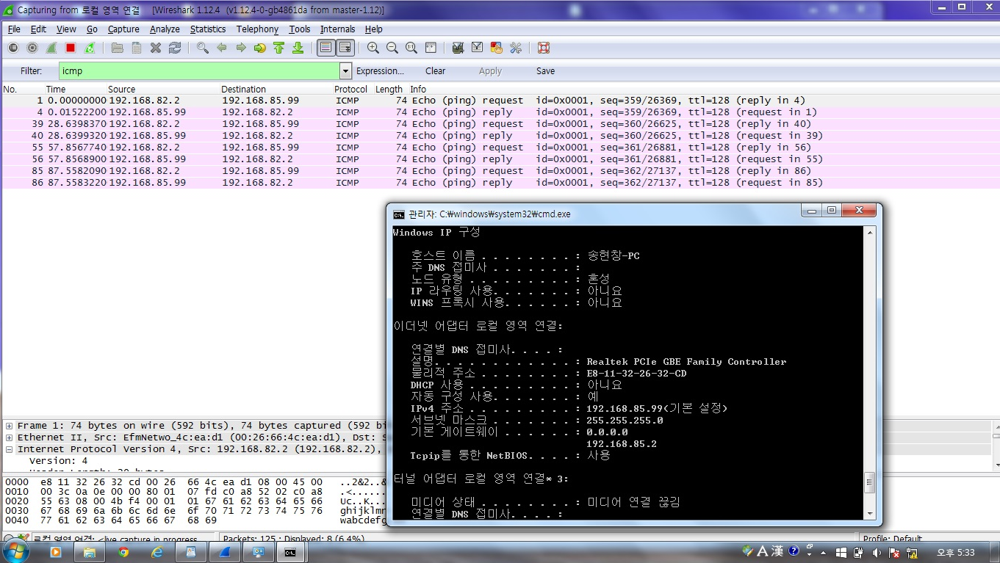 Capturing from 로컬 영역 연결 [Wireshark 1.12.4 (v1.12.4-0-gb4861da from master-1.12)]
File Edit View Go Capture Analyze Statistics Telephony Tools Internals Help
Filter: icmp Expression... Clear Apply Save
No. Time Source Destination Protocol Length Info
1 0.00000000 192.168.82.2 192.168.85.99 ICMP 74 Echo (ping) request id=0x0001, seq=359/26369, ttl=128 (reply in 4)
4 0.01522200 192.168.85.99 192.168.82.2 ICMP 74 Echo (ping) reply id=0x0001, seq=359/26369, ttl=128 (request in 1)
39 28.6398370 192.168.82.2 192.168.85.99 ICMP 74 Echo (ping) request id=0x0001, seq=360/26625, ttl=128 (reply in 40)
40 28.6399320 192.168.85.99 192.168.82.2 ICMP 74 Echo (ping) reply id=0x0001, seq=360/26625, ttl=128 (request in 39)
55 57.8567740 192.168.82.2 192.168.85.99 ICMP 74 Echo (ping) request id=0x0001, seq=361/26881, ttl=128 (reply in 56)
56 57.8568900 192.168.85.99 192.168.82.2 ICMP 74 Echo (ping) reply id=0x0001, seq=361/26881, ttl=128 (request in 55)
85 87.5582090 192.168.82.2 192.168.85.99 ICMP 74 Echo (ping) request id=0x0001, seq=362/27137, ttl=128 (reply in 86)
86 87.5583220 192.168.85.99 192.168.82.2 ICMP 74 Echo (ping) reply id=0x0001, seq=362/27137, ttl=128 (request in 85)
관리자: C:₩windows₩system32₩cmd.exe
Windows IP 구성
호스트 이름 . . . . . . . . : 송현창-PC
주 DNS 접미사 . . . . . . . :
노드 유형 . . . . . . . . . : 혼성
IP 라우팅 사용. . . . . . . : 아니요
WINS 프록시 사용. . . . . . : 아니요
이더넷 어댑터 로컬 영역 연결:
연결별 DNS 접미사. . . . :
설명. . . . . . . . . . . . : Realtek PCIe GBE Family Controller
물리적 주소 . . . . . . . . : E8-11-32-26-32-CD
DHCP 사용 . . . . . . . . . : 아니요
자동 구성 사용. . . . . . . : 예
IPv4 주소 . . . . . . . . . : 192.168.85.99(기본 설정)
서브넷 마스크 . . . . . . . : 255.255.255.0
기본 게이트웨이 . . . . . . : 0.0.0.0
192.168.85.2
Tcpip를 통한 NetBIOS. . . . : 사용
터널 어댑터 로컬 영역 연결* 3:
미디어 상태 . . . . . . . . : 미디어 연결 끊김
연결별 DNS 접미사. . . . :
Frame 1: 74 bytes on wire (592 bits), 74 bytes captured (592 bi
Ethernet II, Src: EfmNetwo_4c:ea:d1 (00:26:66:4c:ea:d1), Dst: S
Internet Protocol Version 4, Src: 192.168.82.2 (192.168.82.2),
Version: 4
0000 e8 11 32 26 32 cd 00 26 66 4c ea d1 08 00 45 00 ..2&2..&
0010 00 3c 0a 0e 00 00 80 01 07 fd c0 a8 52 02 c0 a8 .<......
0020 55 63 08 00 4b f4 00 01 01 67 61 62 63 64 65 66 Uc..K...
0030 67 68 69 6a 6b 6c 6d 6e 6f 70 71 72 73 74 75 76 ghijklmn
0040 77 61 62 63 64 65 66 67 68 69 wabcdefg
로컬 영역 연결: <live capture in progress Packets: 125 · Displayed: 8 (6.4%) Profile: Default
A 漢 오후 5:33